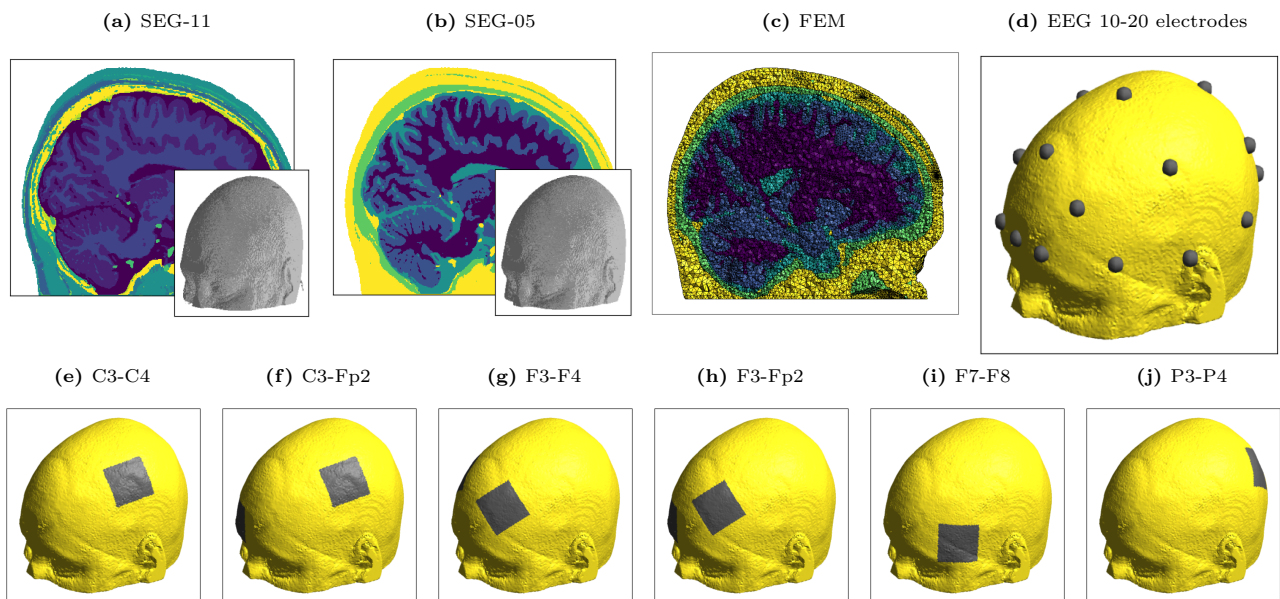 (a) SEG-11
(b) SEG-05
(c) FEM
(d) EEG 10-20 electrodes
(e) C3-C4
(f) C3-Fp2
(g) F3-F4
(h) F3-Fp2
(i) F7-F8
(j) P3-P4